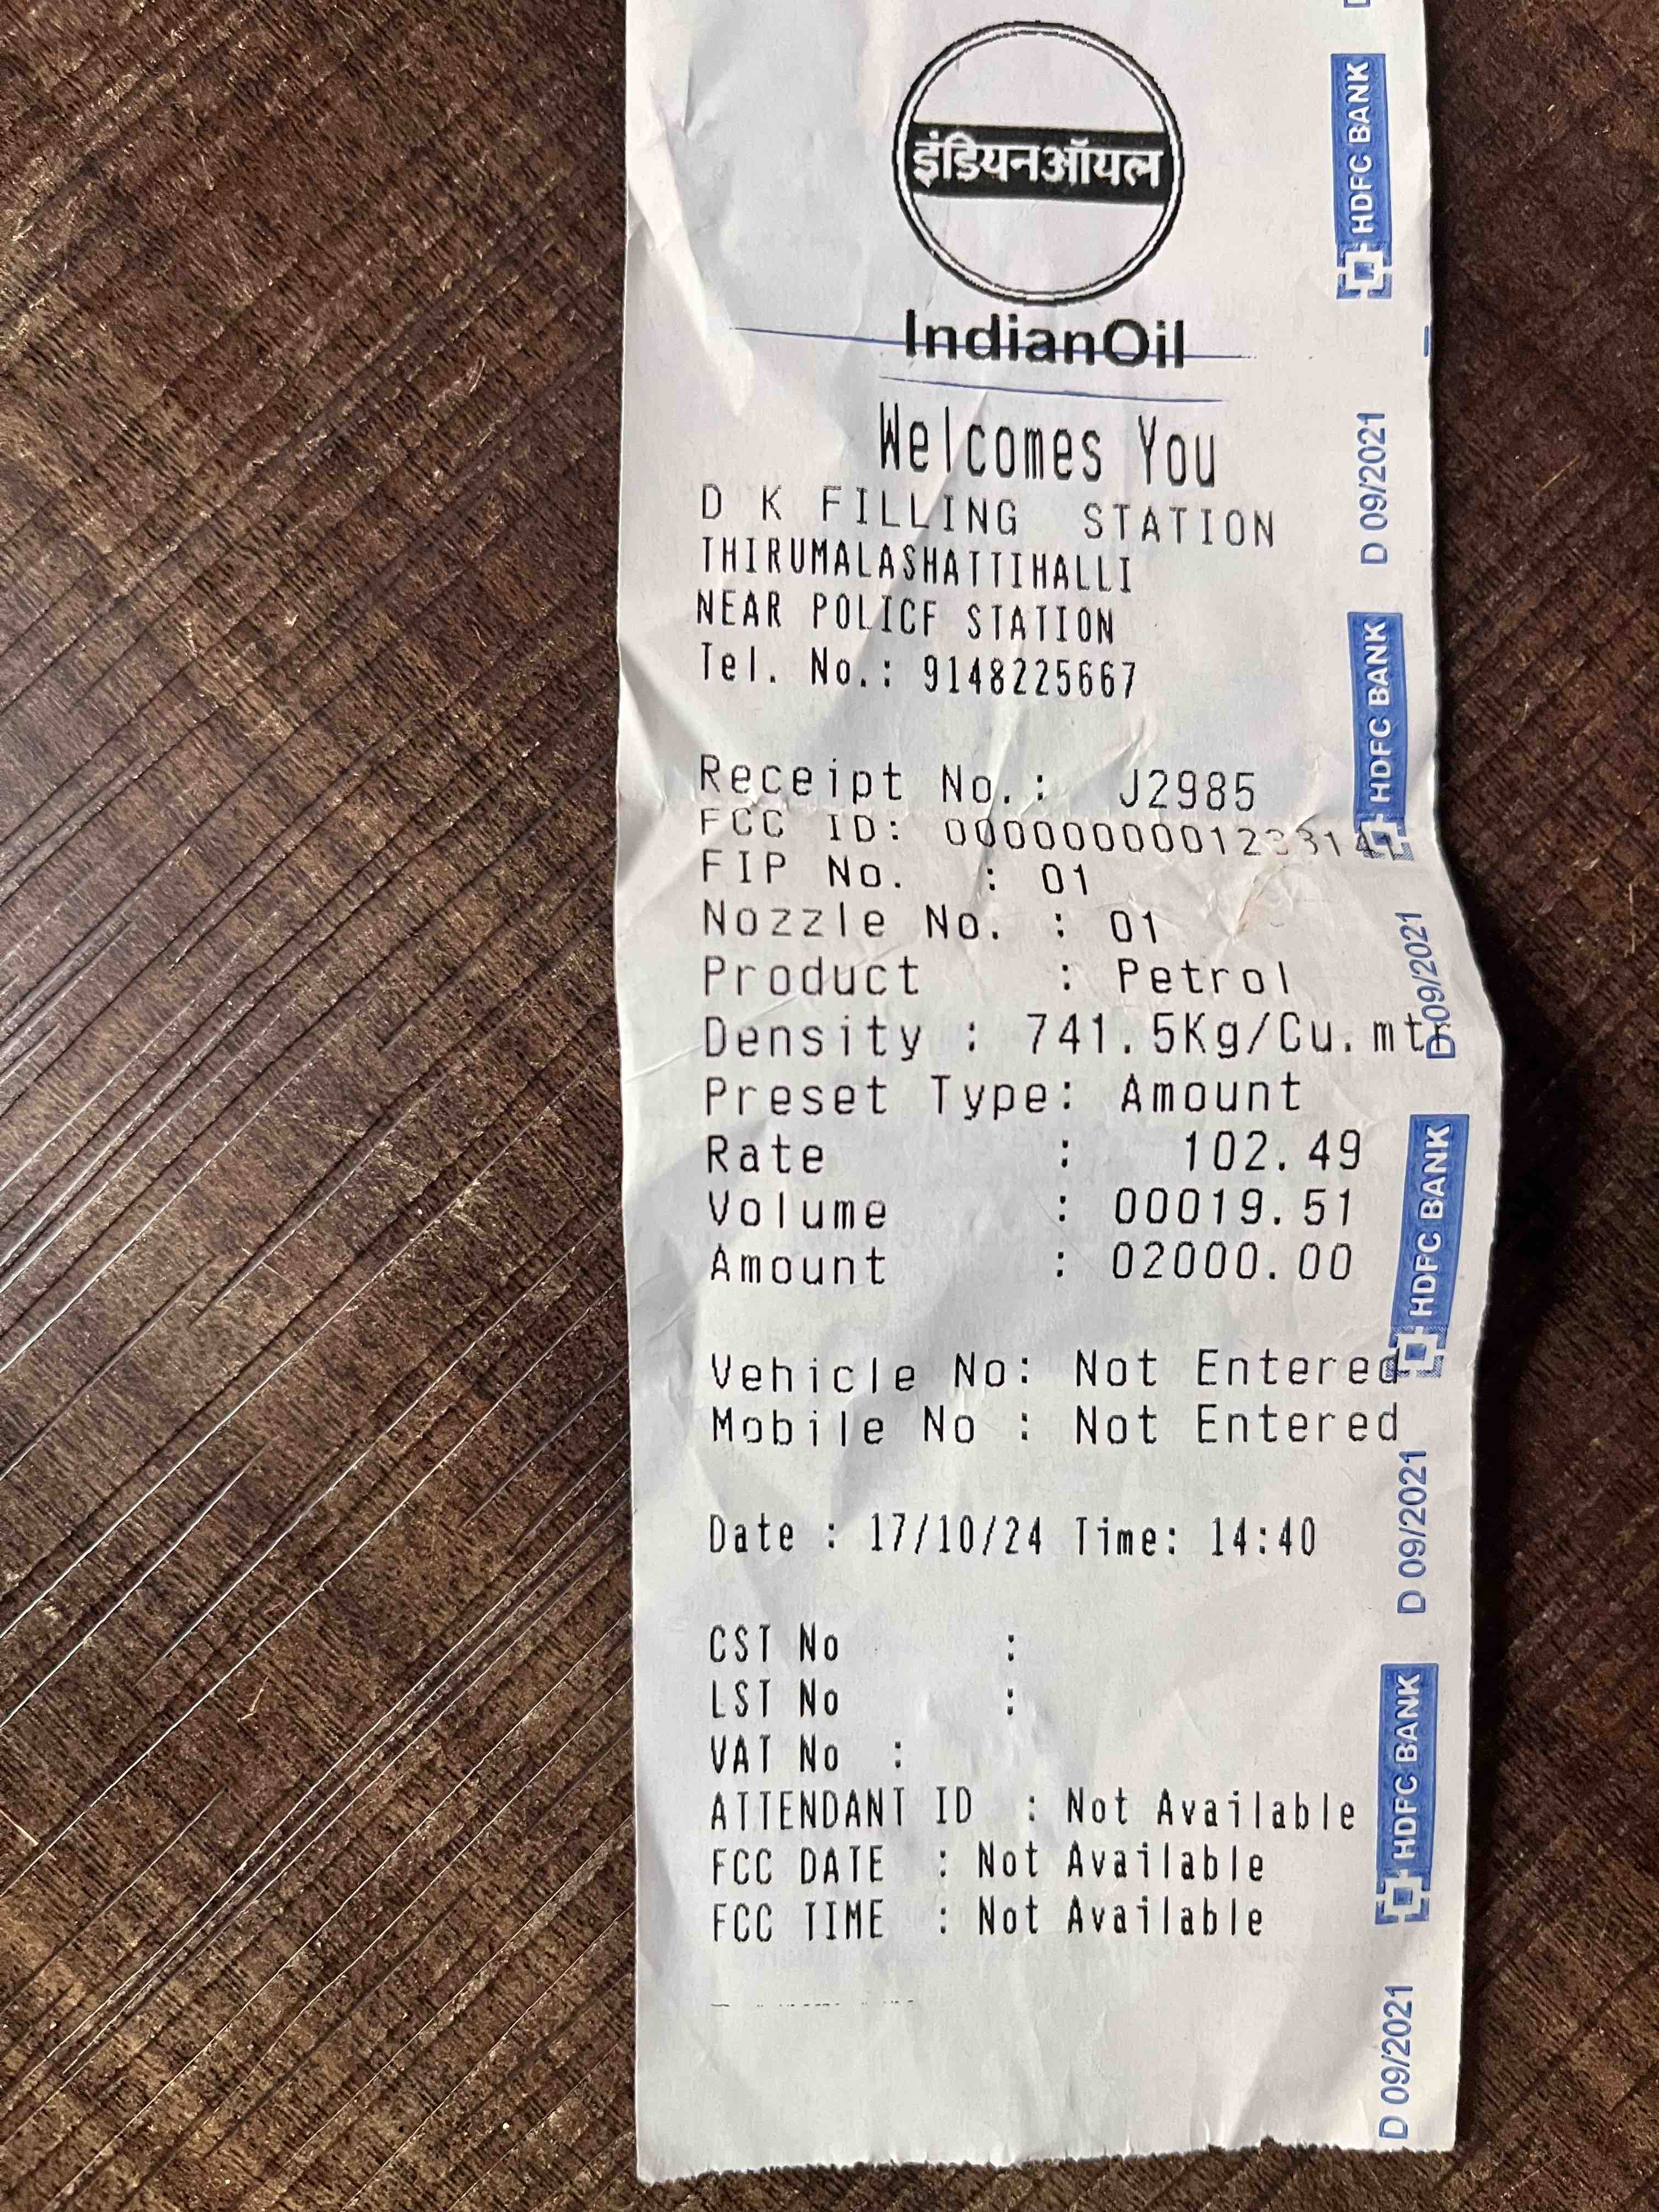 इंडियनऑयल
IndianOil
Welcomes You
D K FILLING STATION
THIRUMALASHATTIHALLI
NEAR POLICF STATION
Tel. No.: 9148225667
Receipt No.: J2985
FCC ID:
FIP No. : 01
Nozzle No. : 01
Product : Petrol
Density : 741.5Kg/Cu.mtr
Preset Type: Amount
Rate : 102.49
Volume : 00019.51
Amount : 02000.00
Vehicle No: Not Entered
Mobile No : Not Entered
Date : 17/10/24 Time: 14:40
CST No :
LST No :
VAT No :
ATTENDANT ID : Not Available
FCC DATE : Not Available
FCC TIME : Not Available
HDFC BANK
D 09/2021
HDFC BANK
D 09/2021
HDFC BANK
D 09/2021
HDFC BANK
D 09/2021